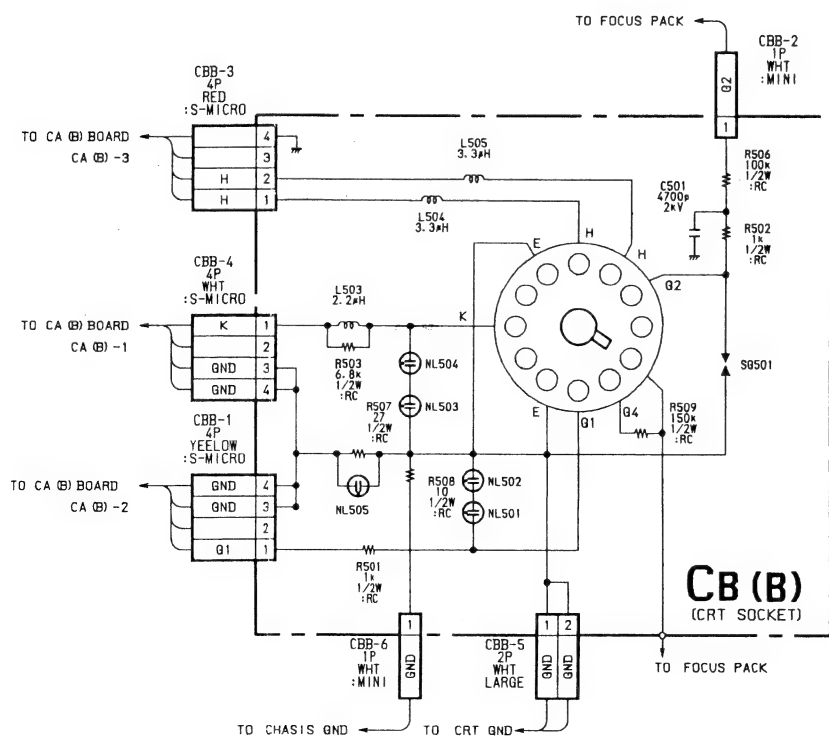 TO FOCUS PACK
CBB-2
1P
WHT
:MINI
G2
1
CBB-3
4P
RED
:S-MICRO
TO CA(B)BOARD
CA(B)-3
4
3
H 2
H 1
L505
3.3μH
L504
3.3μH
R506
100k
1/2W
:RC
C501
4700p
2kV
R502
1k
1/2W
:RC
E
H
H
G2
K
E
G1
G4
CBB-4
4P
WHT
:S-MICRO
TO CA(B)BOARD
CA(B)-1
K 1
2
GND 3
GND 4
L503
2.2μH
R503
6.8k
1/2W
:RC
NL504
NL503
R507
27
1/2W
:RC
SG501
R509
150k
1/2W
:RC
CBB-1
4P
YEELOW
:S-MICRO
TO CA(B)BOARD
CA(B)-2
GND 4
GND 3
2
G1 1
NL505
R508
10
1/2W
:RC
NL502
NL501
R501
1k
1/2W
:RC
CB(B)
(CRT SOCKET)
CBB-6
1P
WHT
:MINI
1
GND
CBB-5
2P
WHT
LARGE
1 2
GND GND
TO FOCUS PACK
TO CHASIS GND
TO CRT GND